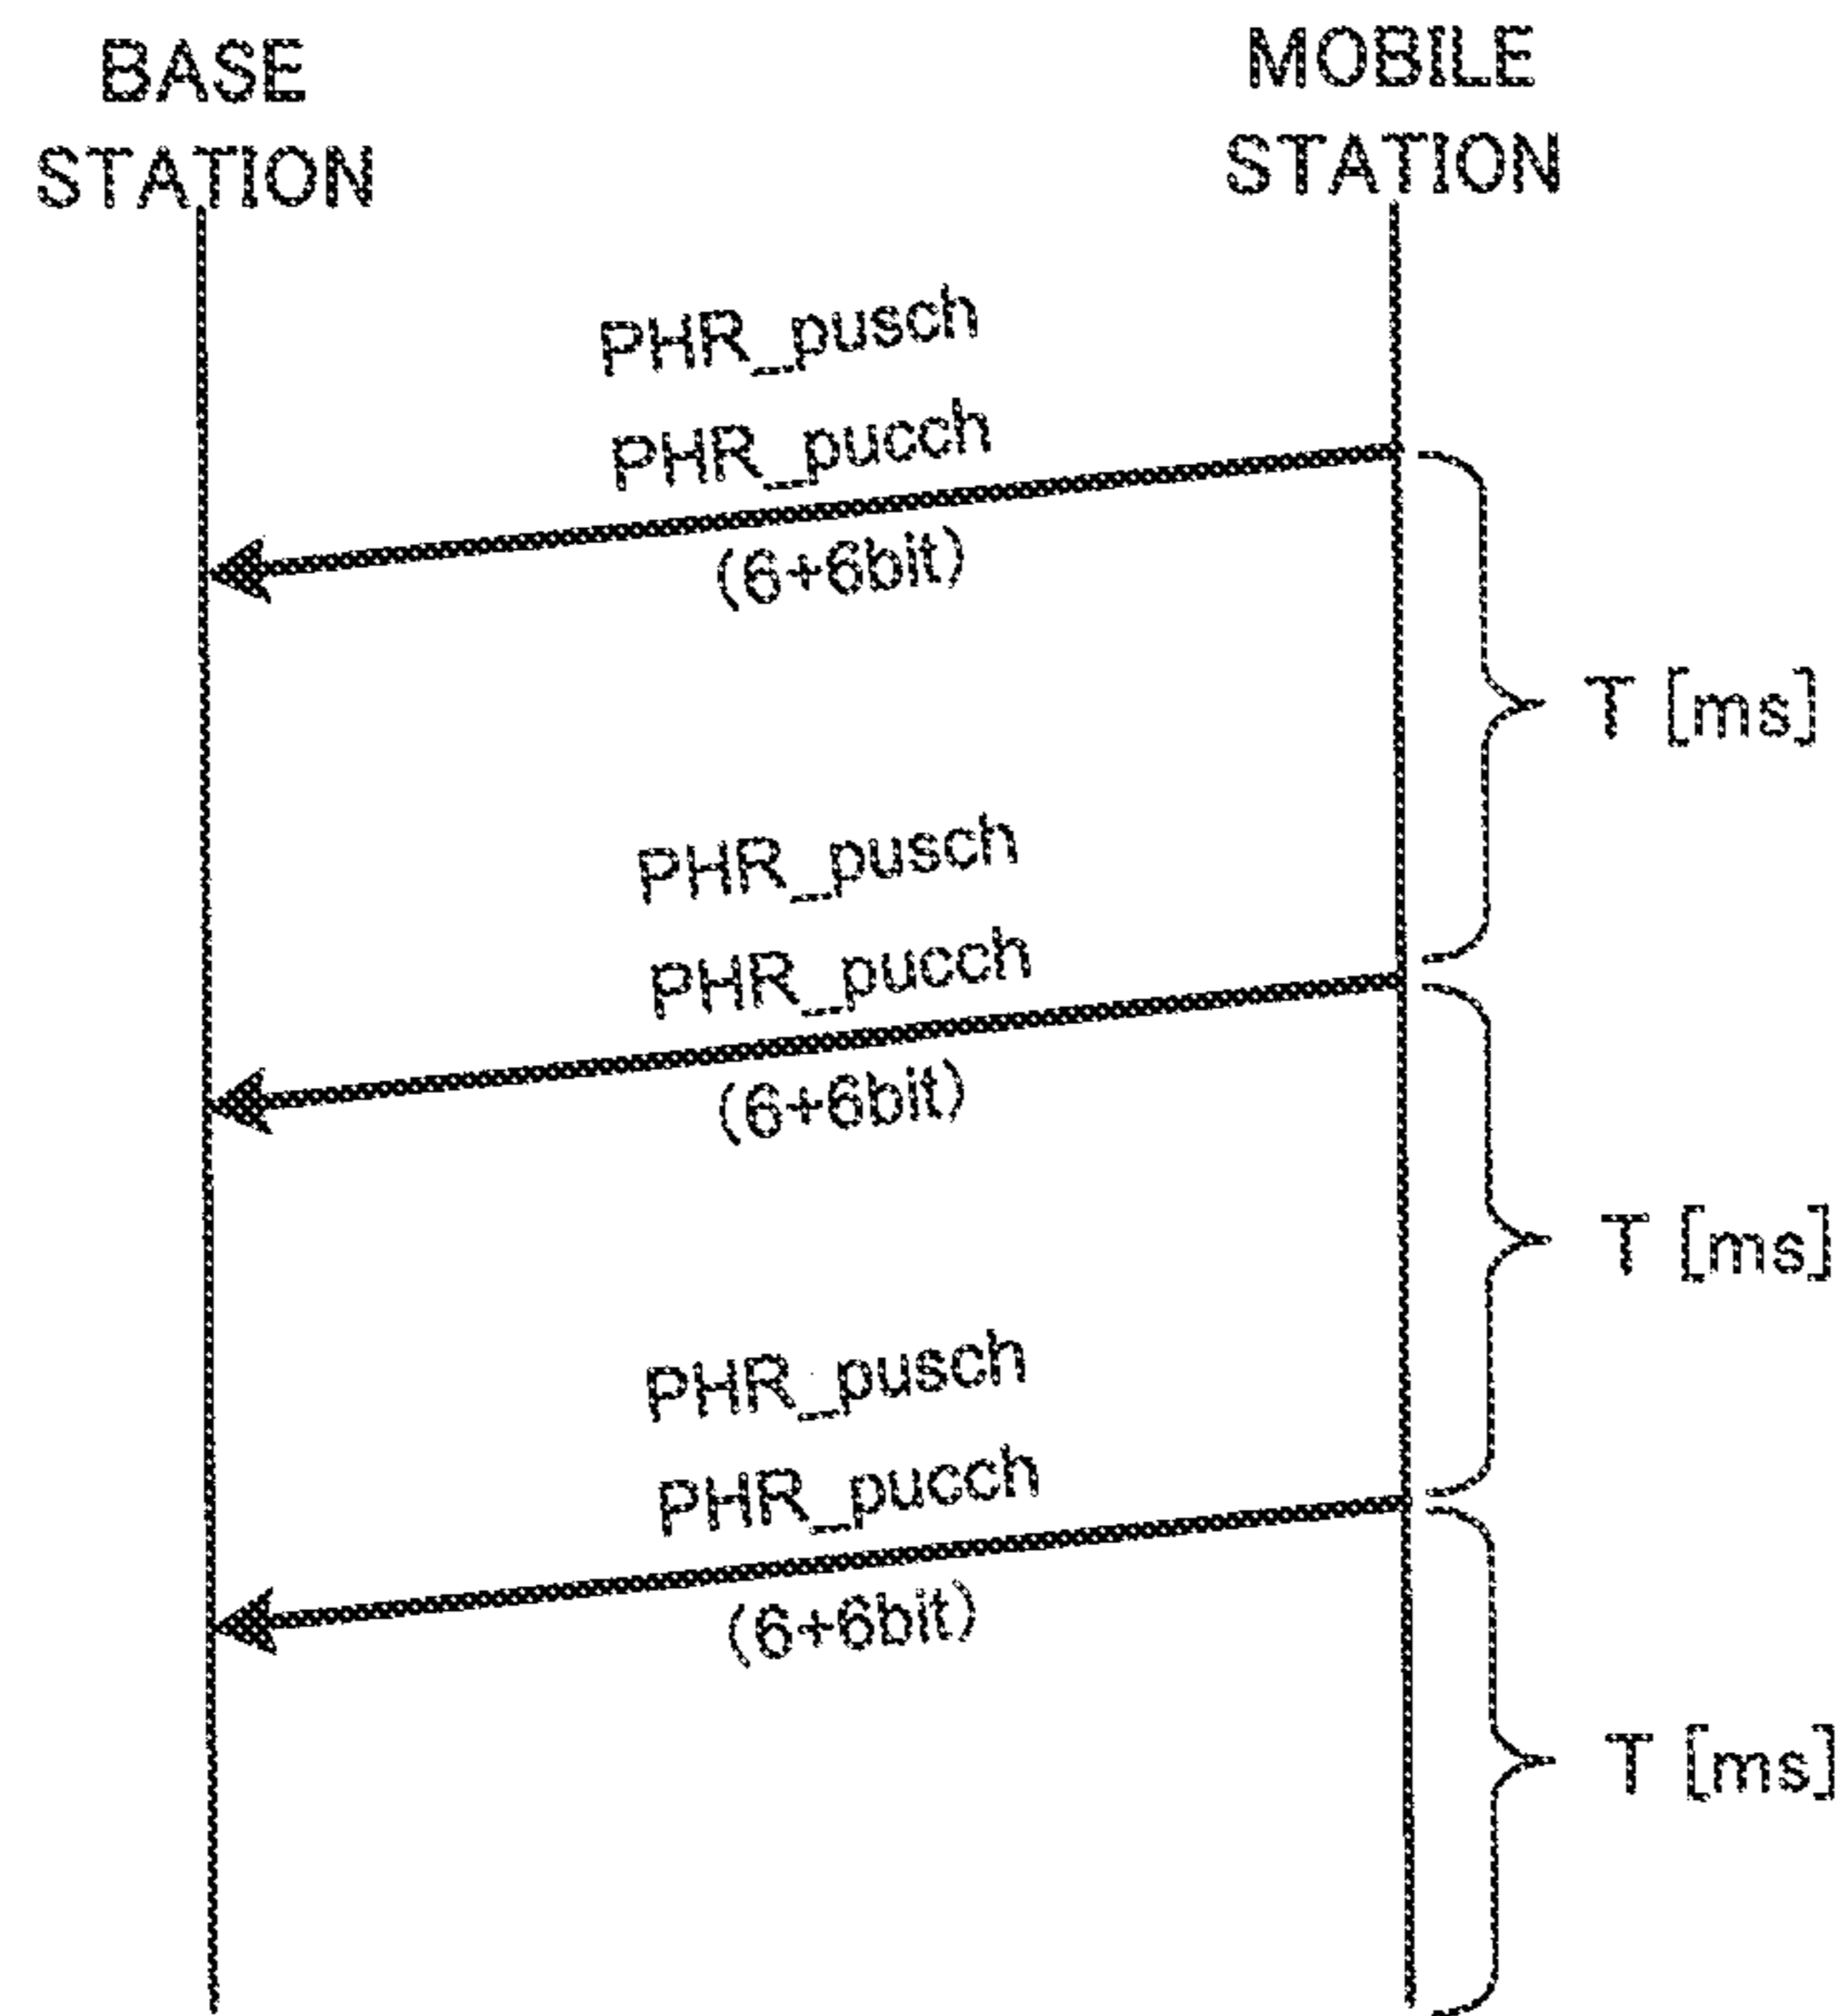 BASE
STATION
MOBILE
STATION
PHR_pusch
PHR_pucch
(6+6bit)
T [ms]
PHR_pusch
PHR_pucch
(6+6bit)
T [ms]
PHR_pusch
PHR_pucch
(6+6bit)
T [ms]